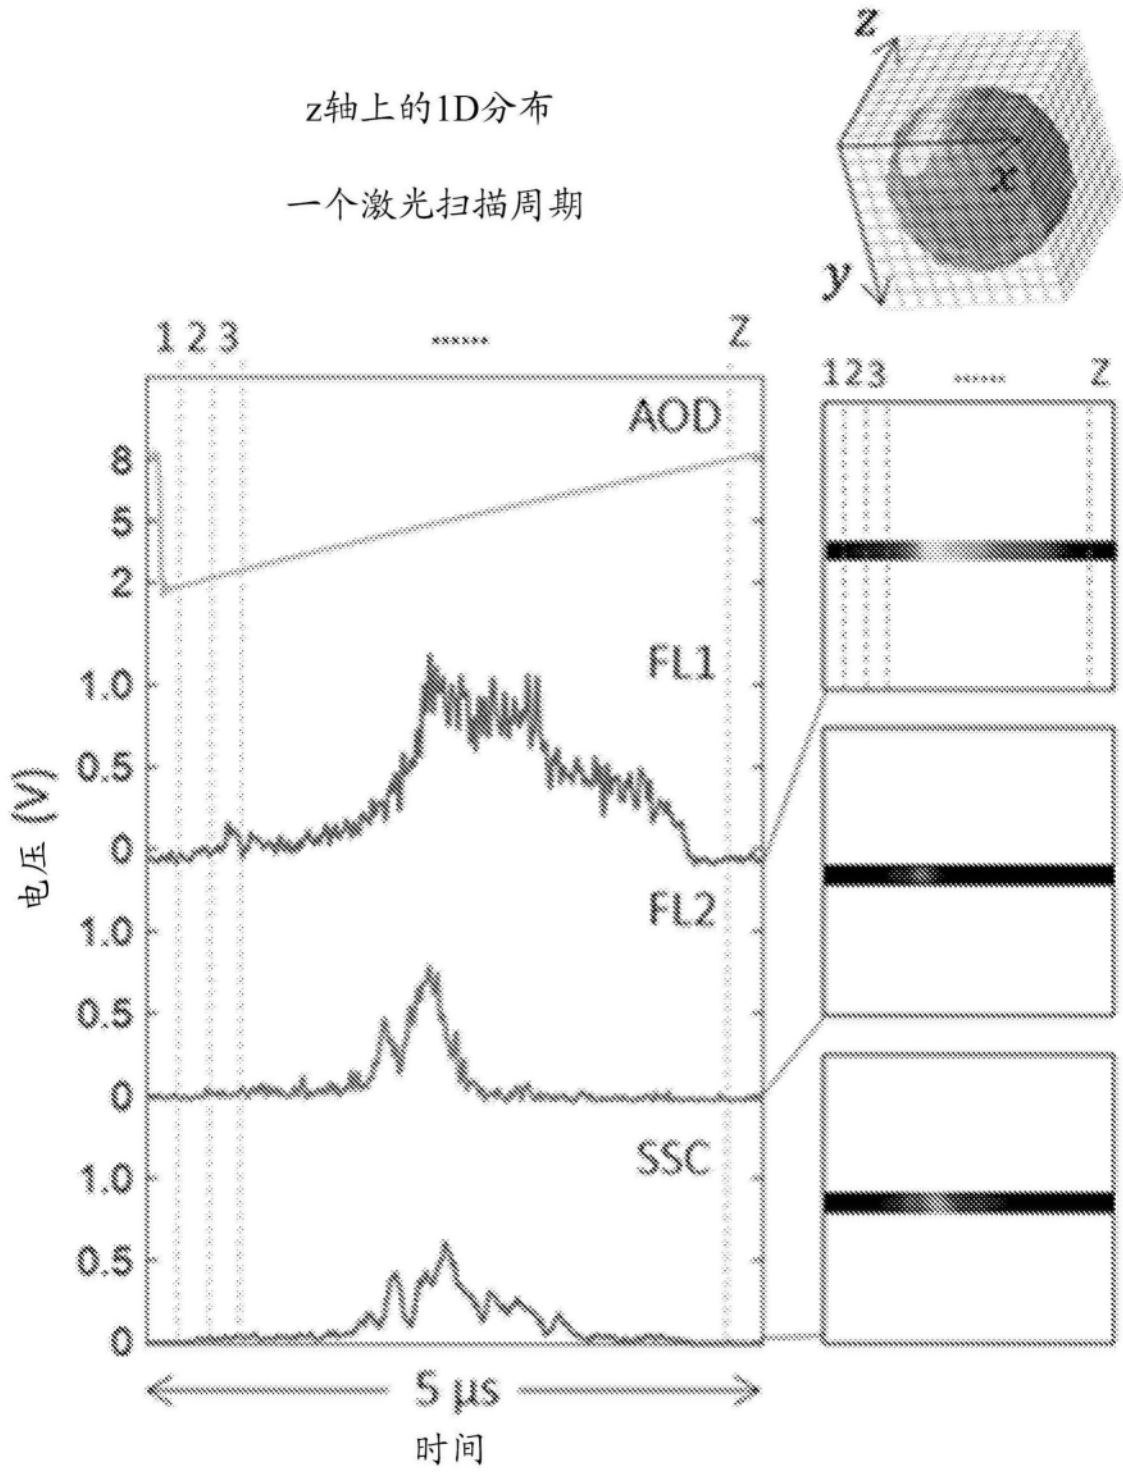 z
z轴上的1D分布
x
一个激光扫描周期
y
1 2 3 ...... Z
123 ...... Z
AOD
8
5
2
FL1
1.0
0.5
0
FL2
1.0
0.5
0
SSC
1.0
0.5
0
电压 (V)
5 μs
时间